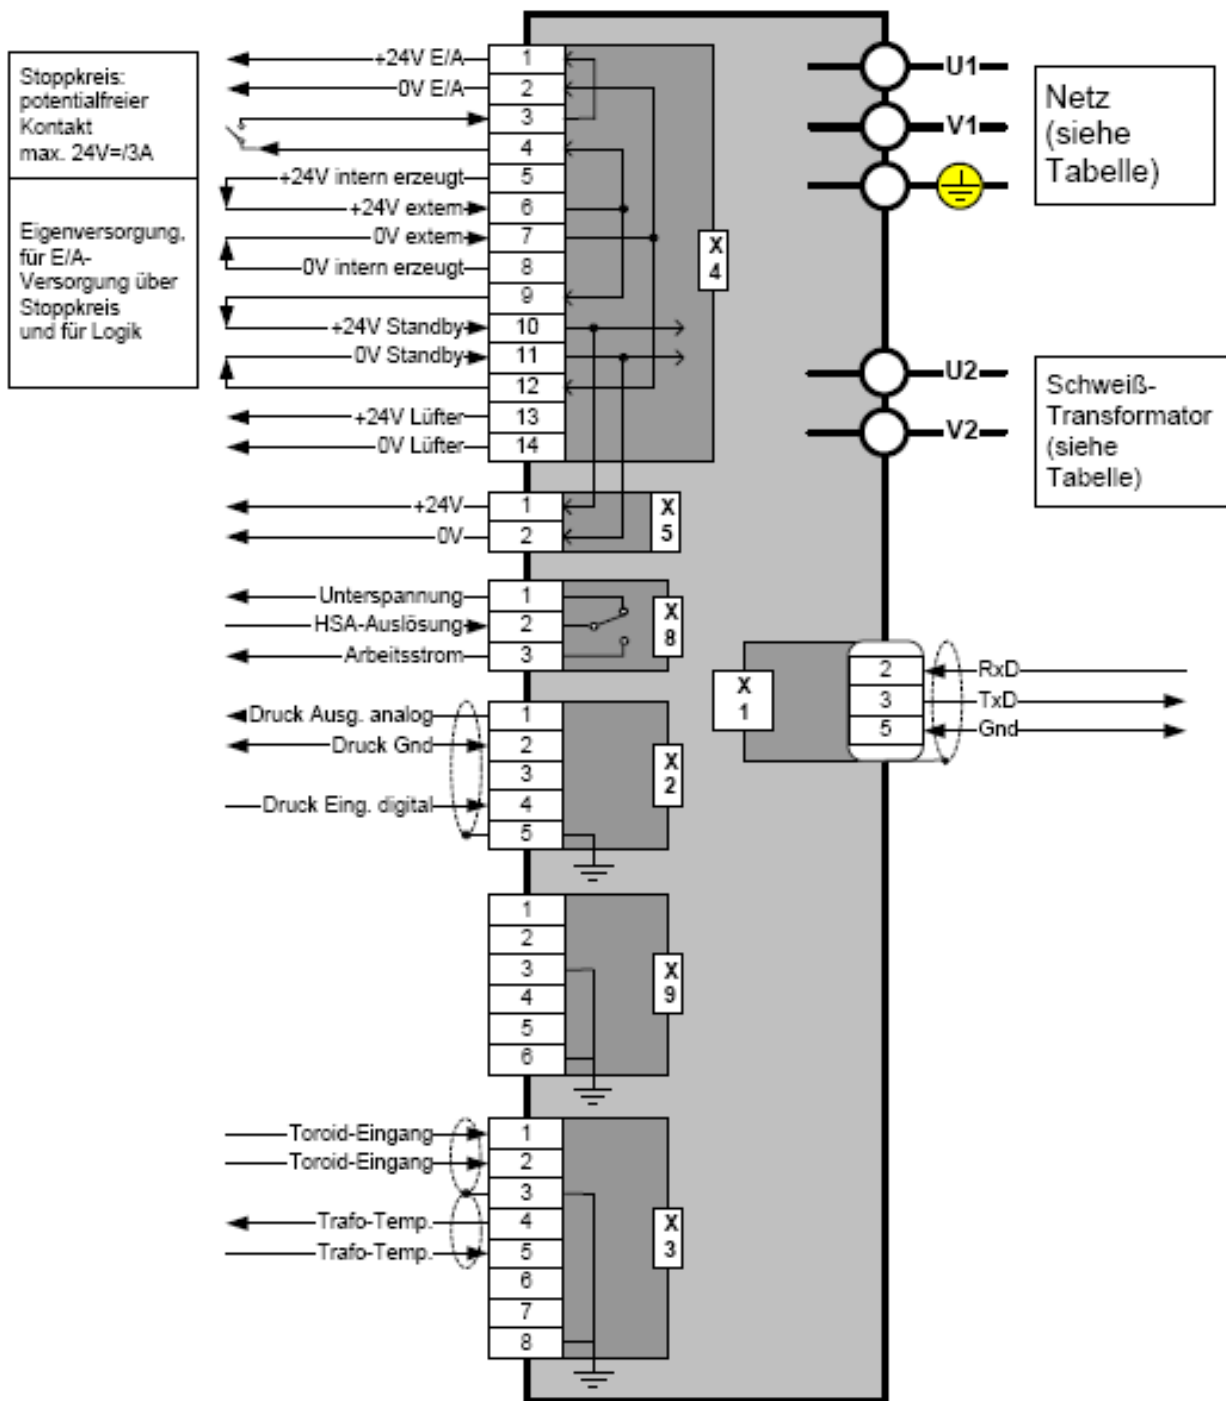 Stoppkreis:
potentialfreier
Kontakt
max. 24V=/3A
Eigenversorgung,
für E/A-
Versorgung über
Stoppkreis
und für Logik
+24V E/A 1
0V E/A 2
3
4
+24V intern erzeugt 5
+24V extern 6
0V extern 7
0V intern erzeugt 8
9
+24V Standby 10
0V Standby 11
12
+24V Lüfter 13
0V Lüfter 14
X
4
+24V 1
0V 2
X
5
Unterspannung 1
HSA-Auslösung 2
Arbeitsstrom 3
X
8
Druck Ausg. analog 1
Druck Gnd 2
3
Druck Eing. digital 4
5
X
2
1
2
3
4
5
6
X
9
Toroid-Eingang 1
Toroid-Eingang 2
3
Trafo-Temp. 4
Trafo-Temp. 5
6
7
8
X
3
U1
V1
Netz
(siehe
Tabelle)
U2
V2
Schweiß-
Transformator
(siehe
Tabelle)
X
1
2 RxD
3 TxD
5 Gnd